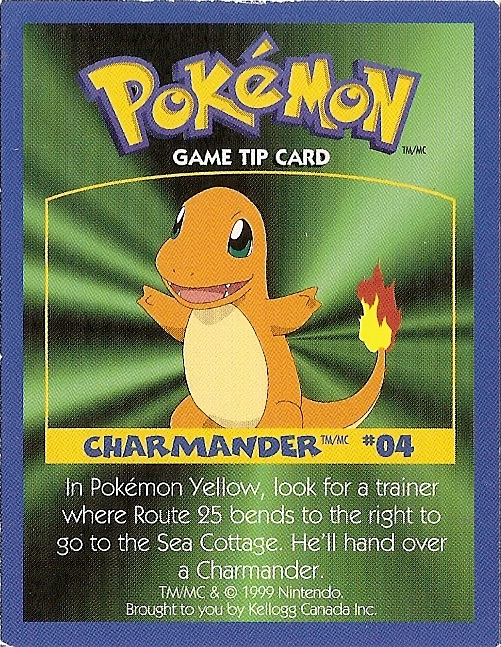 POKéMON
TM/MC
GAME TIP CARD
CHARMANDER TM/MC #04
In Pokémon Yellow, look for a trainer
where Route 25 bends to the right to
go to the Sea Cottage. He'll hand over
a Charmander.
TM/MC & © 1999 Nintendo.
Brought to you by Kellogg Canada Inc.